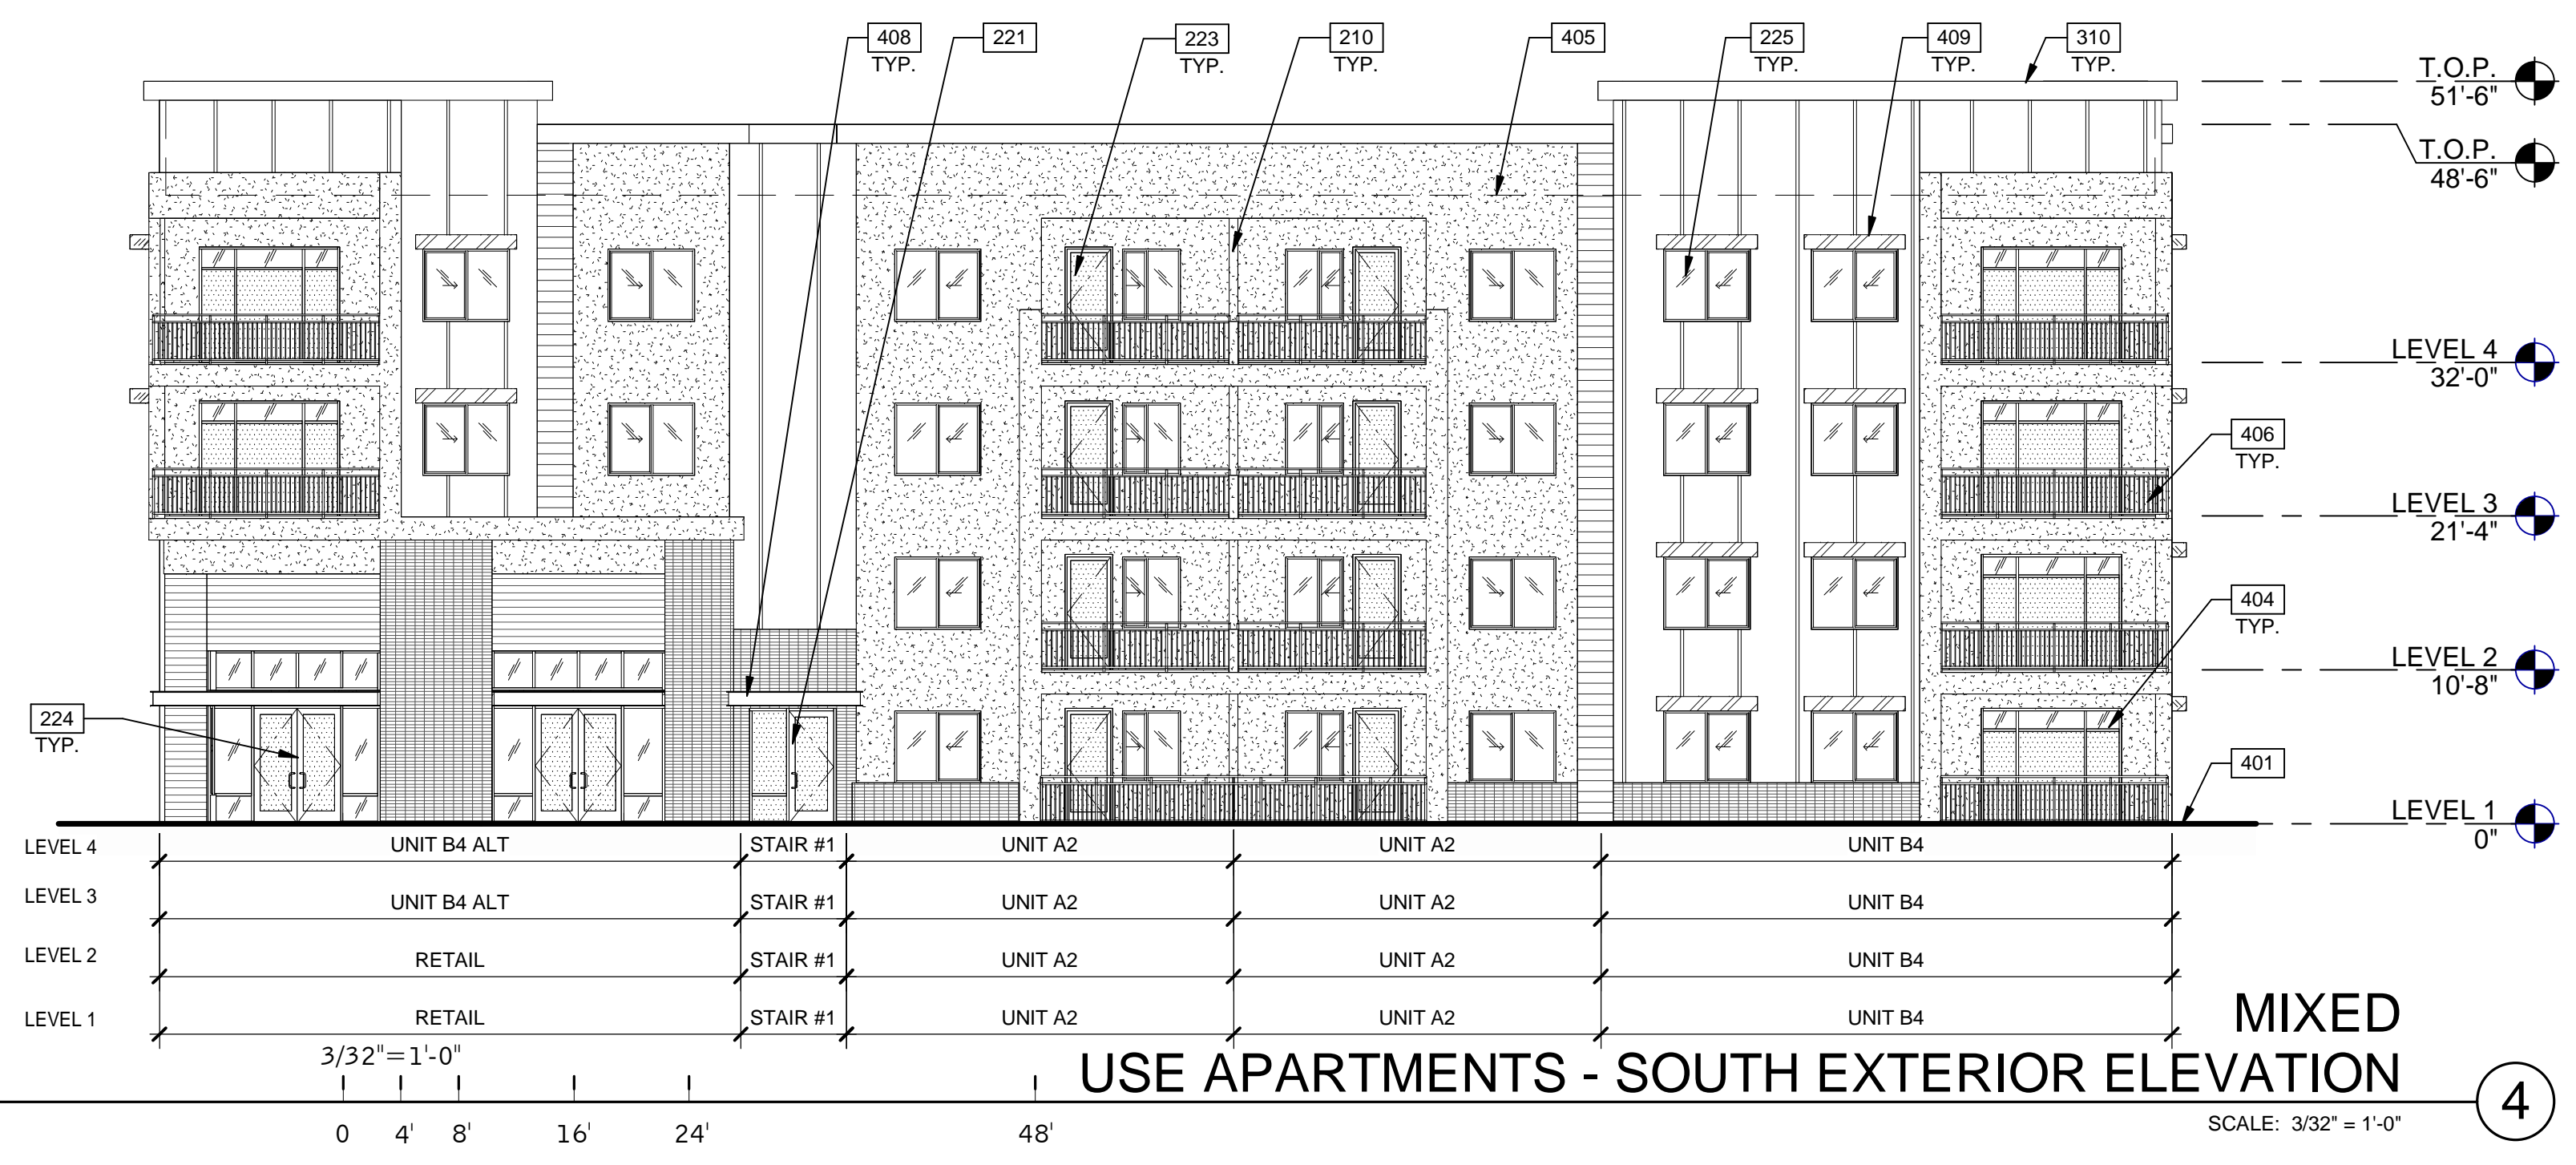 408
TYP.
221
223
TYP.
210
TYP.
405
225
TYP.
409
TYP.
310
TYP.
T.O.P.
51'-6"
T.O.P.
48'-6"
LEVEL 4
32'-0"
406
TYP.
LEVEL 3
21'-4"
404
TYP.
LEVEL 2
10'-8"
224
TYP.
401
LEVEL 1
0"
LEVEL 4 UNIT B4 ALT STAIR #1 UNIT A2 UNIT A2 UNIT B4
LEVEL 3 UNIT B4 ALT STAIR #1 UNIT A2 UNIT A2 UNIT B4
LEVEL 2 RETAIL STAIR #1 UNIT A2 UNIT A2 UNIT B4
LEVEL 1 RETAIL STAIR #1 UNIT A2 UNIT A2 UNIT B4
MIXED
USE APARTMENTS - SOUTH EXTERIOR ELEVATION
4
SCALE: 3/32" = 1'-0"
3/32"=1'-0"
0 4' 8' 16' 24' 48'